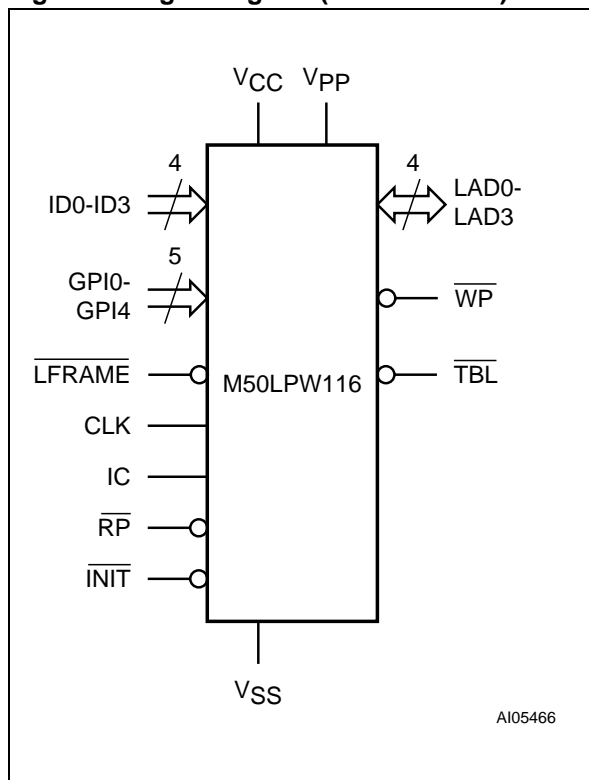 VCC VPP
4
ID0-ID3
4
LAD0-
LAD3
5
GPI0-
GPI4
WP
LFRAME
M50LPW116
TBL
CLK
IC
RP
INIT
VSS
AI05466